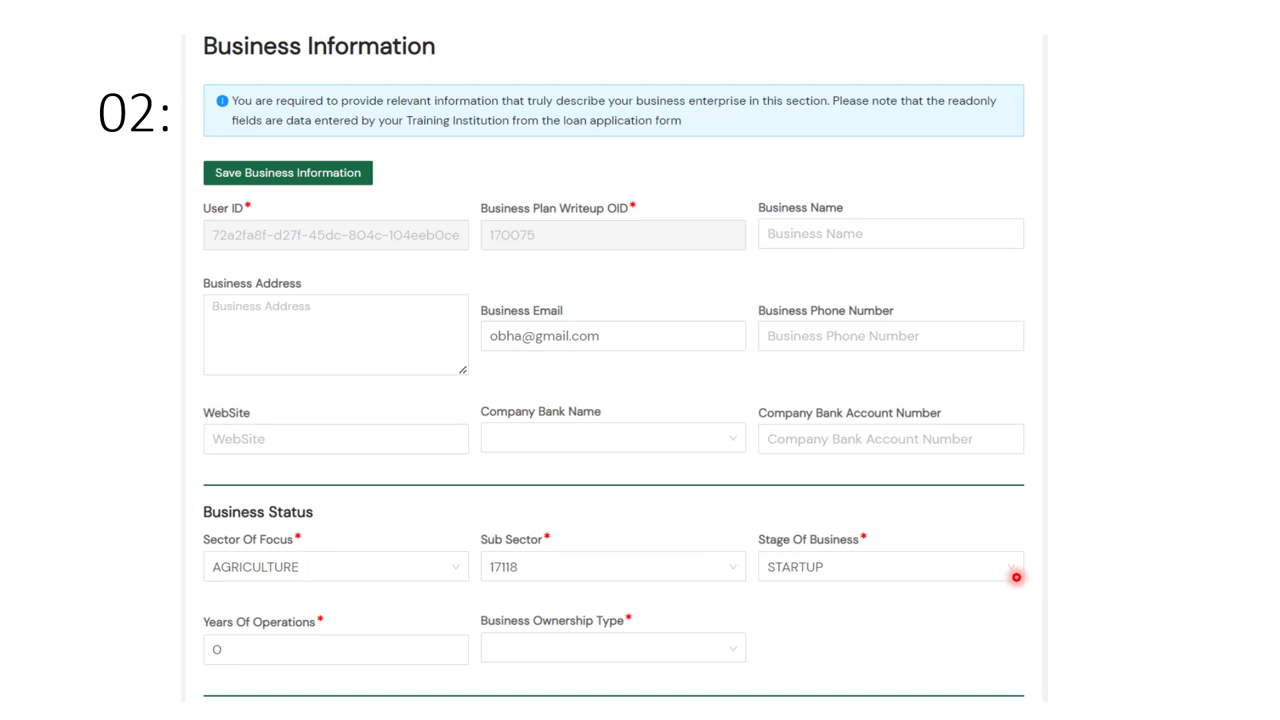 Business Information
02:
You are required to provide relevant information that truly describe your business enterprise in this section. Please note that the readonly
fields are data entered by your Training Institution from the loan application form
Save Business Information
User ID* Business Plan Writeup OID* Business Name
72a2fa8f-d27f-45dc-804c-104eeb0ce 170075 Business Name
Business Address
Business Address
Business Email Business Phone Number
obha@gmail.com Business Phone Number
WebSite Company Bank Name Company Bank Account Number
WebSite Company Bank Account Number
Business Status
Sector Of Focus* Sub Sector* Stage Of Business*
AGRICULTURE 17118 STARTUP
Years Of Operations* Business Ownership Type*
0